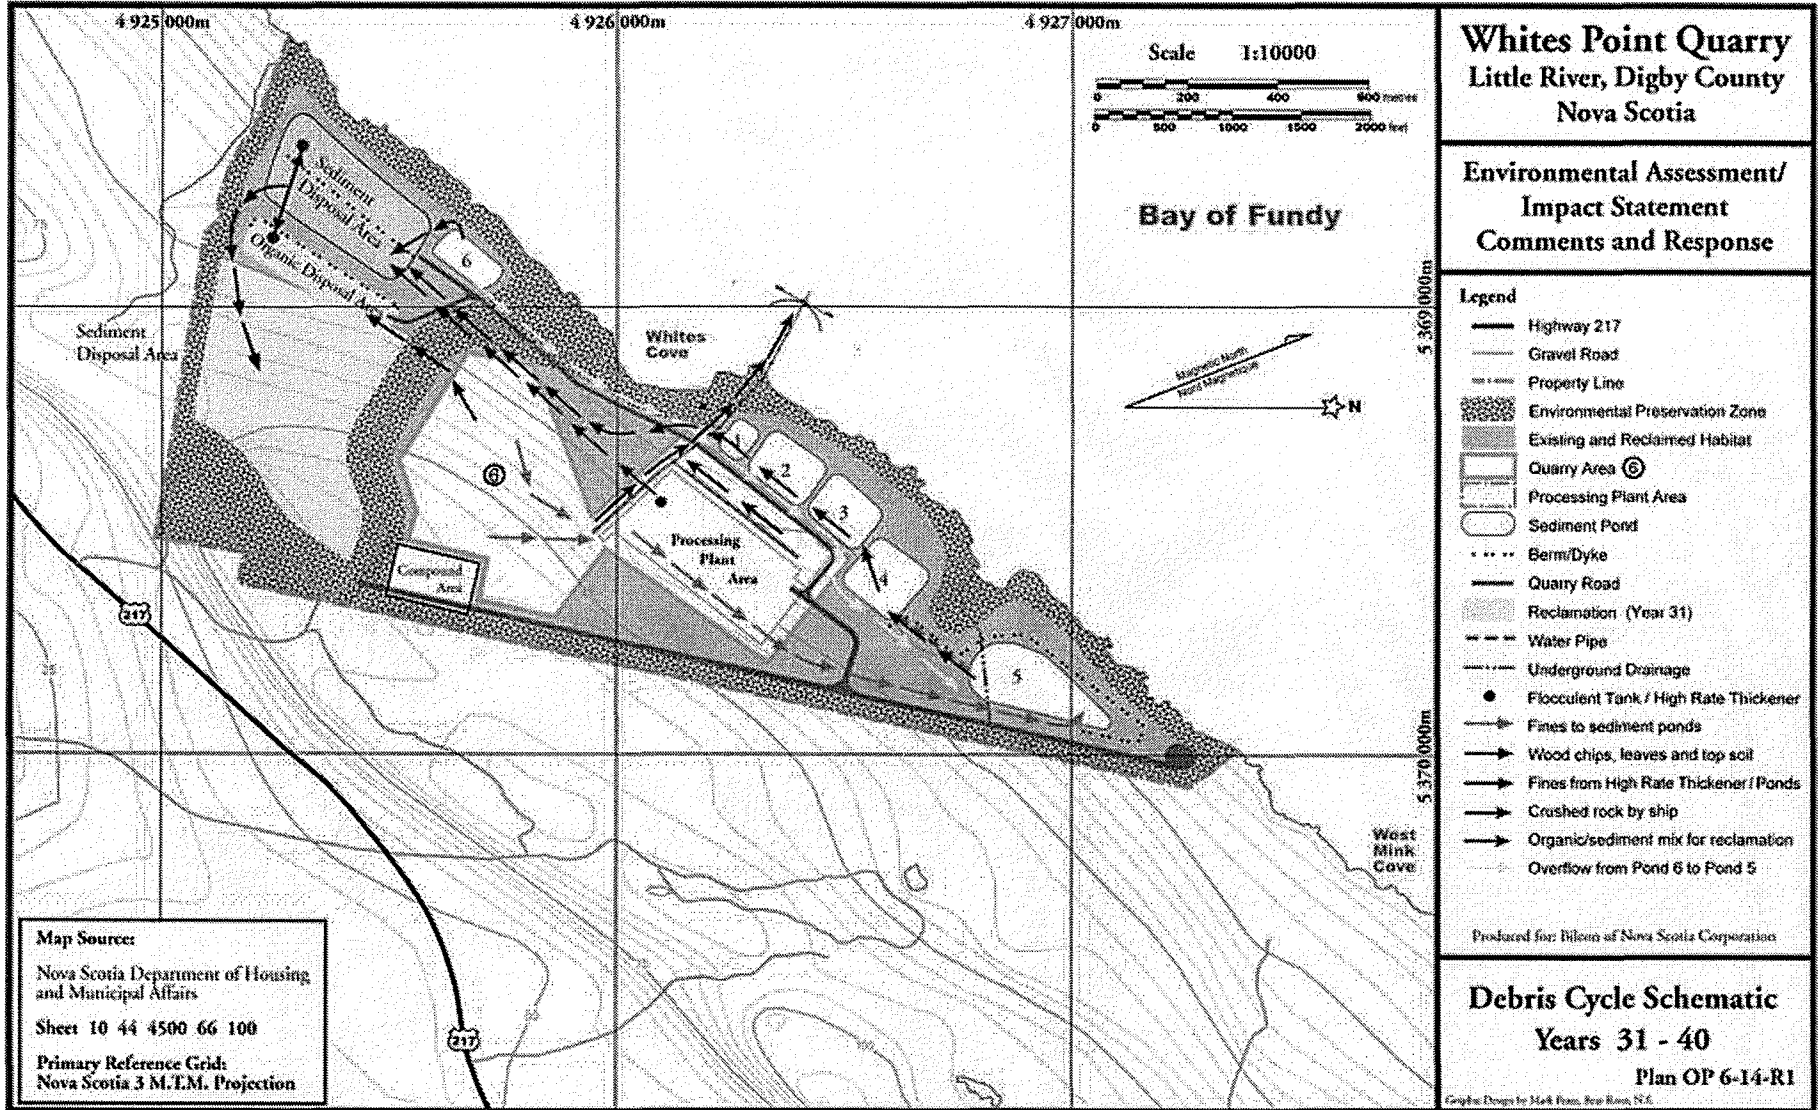 4 925 000m
4 926 000m
4 927 000m
Scale 1:10000
0 200 400 600 metres
0 500 1000 1500 2000 feet
Bay of Fundy
Magnetic North
Nord Magnetique
N
5 369 000m
5 370 000m
Sediment
Disposal Area
Organic Disposal Area
6
Sediment
Disposal Area
Whites
Cove
1
2
3
4
5
6
Processing
Plant
Area
Compound
Area
217
217
25
West
Mink
Cove
Map Source:
Nova Scotia Department of Housing
and Municipal Affairs
Sheet 10 44 4500 66 100
Primary Reference Grid:
Nova Scotia 3 M.T.M. Projection
Whites Point Quarry
Little River, Digby County
Nova Scotia
Environmental Assessment/
Impact Statement
Comments and Response
Legend
Highway 217
Gravel Road
Property Line
Environmental Preservation Zone
Existing and Reclaimed Habitat
Quarry Area 6
Processing Plant Area
Sediment Pond
Berm/Dyke
Quarry Road
Reclamation (Year 31)
Water Pipe
Underground Drainage
Flocculent Tank / High Rate Thickener
Fines to sediment ponds
Wood chips, leaves and top soil
Fines from High Rate Thickener/Ponds
Crushed rock by ship
Organic/sediment mix for reclamation
Overflow from Pond 6 to Pond 5
Produced for: Bilcon of Nova Scotia Corporation
Debris Cycle Schematic
Years 31 - 40
Plan OP 6-14-R1